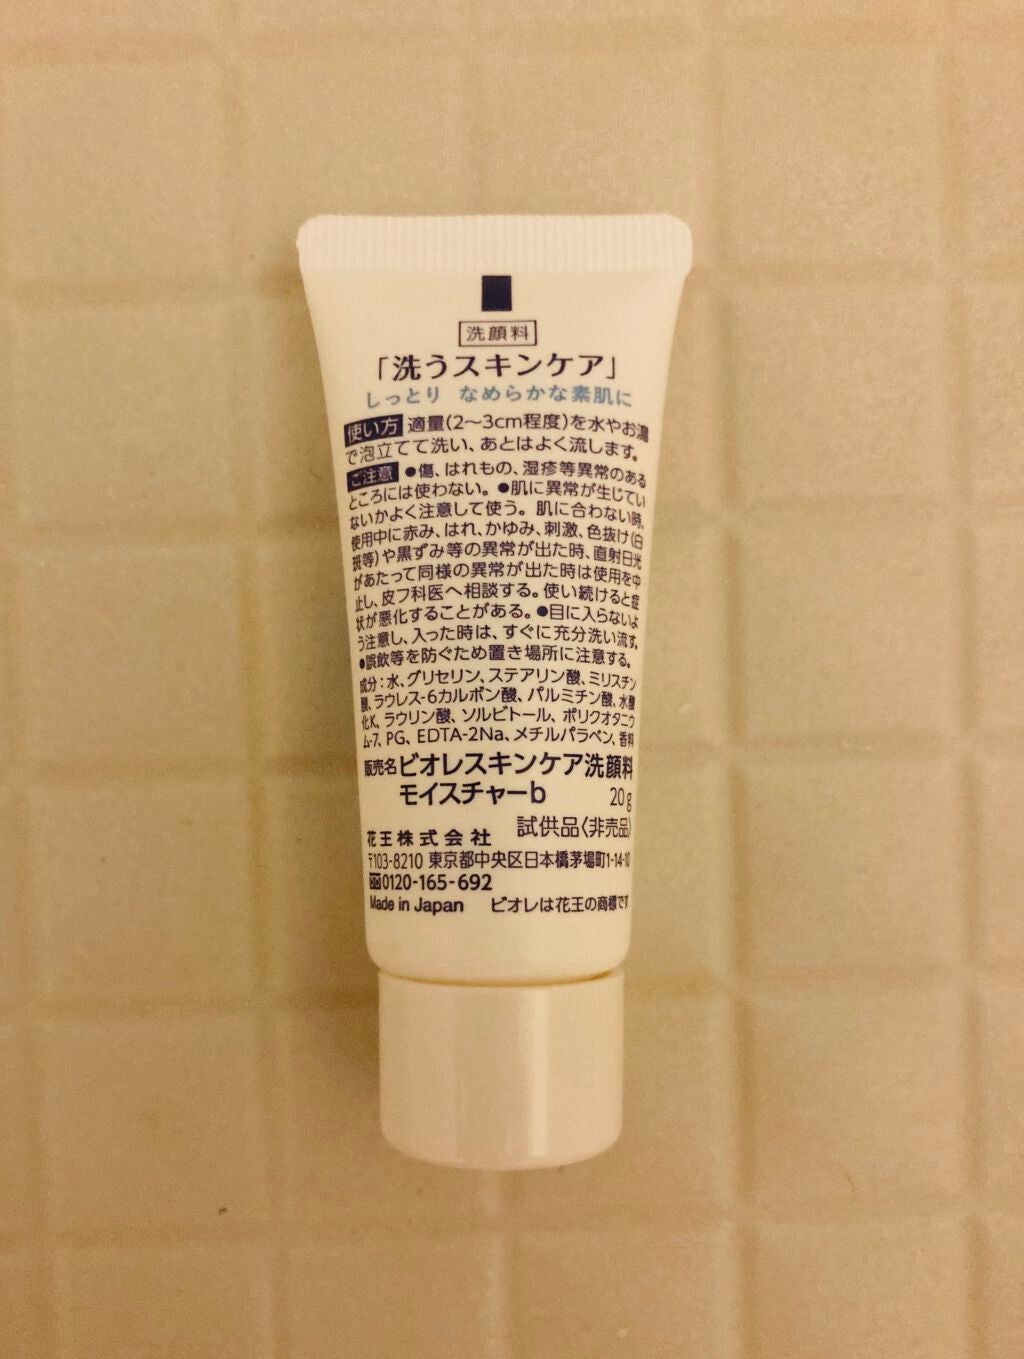 洗顔料
「洗うスキンケア」
しっとり なめらかな素肌に
使い方 適量(2〜3cm程度)を水やお湯
で泡立てて洗い、あとはよく流します。
ご注意 ●傷、はれもの、湿疹等異常のある
ところには使わない。●肌に異常が生じてい
ないかよく注意して使う。肌に合わない時、
使用中に赤み、はれ、かゆみ、刺激、色抜け(白
斑等)や黒ずみ等の異常が出た時、直射日光
があたって同様の異常が出た時は使用を中
止し、皮フ科医へ相談する。使い続けると症
状が悪化することがある。●目に入らないよ
う注意し、入った時は、すぐに充分洗い流す。
●誤飲等を防ぐため置き場所に注意する。
成分：水、グリセリン、ステアリン酸、ミリスチン
酸、ラウレス-6カルボン酸、パルミチン酸、水酸
化K、ラウリン酸、ソルビトール、ポリクオタニウ
ム-7、PG、EDTA-2Na、メチルパラベン、香料
販売名 ビオレスキンケア洗顔料
モイスチャーb 20g
試供品〈非売品〉
花王株式会社
〒103-8210 東京都中央区日本橋茅場町1-14-10
0120-165-692
Made in Japan ビオレは花王の商標です